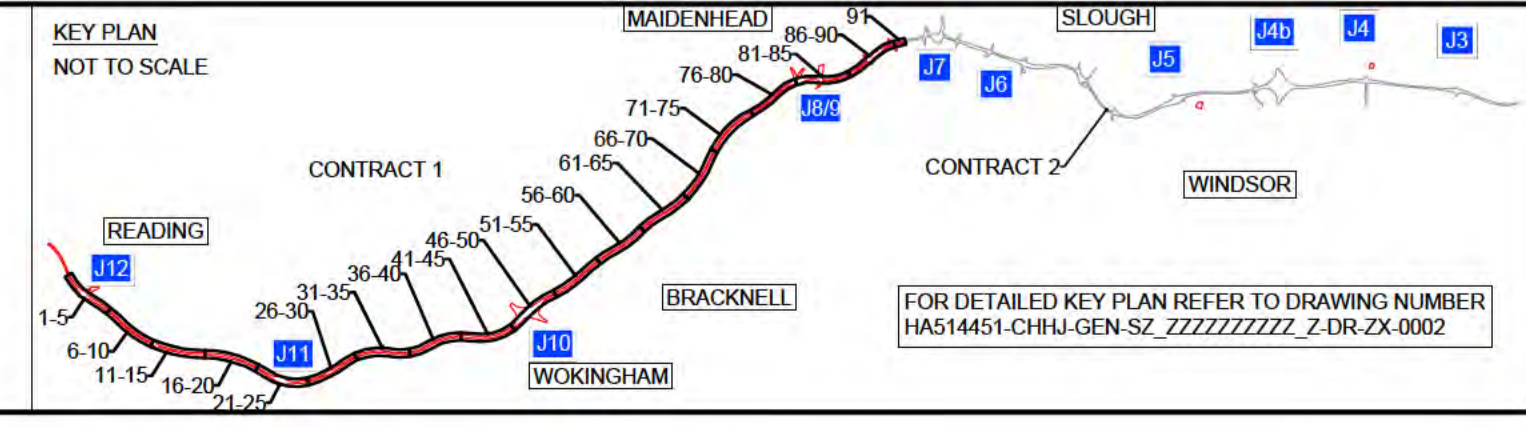 KEY PLAN
NOT TO SCALE
MAIDENHEAD
91
SLOUGH
86-90
81-85
76-80
J8/9
J7
J6
J5
J4b
J4
J3
71-75
66-70
61-65
56-60
51-55
46-50
41-45
36-40
31-35
26-30
CONTRACT 1
CONTRACT 2
WINDSOR
READING
J12
1-5
6-10
11-15
16-20
21-25
J11
J10
WOKINGHAM
BRACKNELL
FOR DETAILED KEY PLAN REFER TO DRAWING NUMBER
HA514451-CHHJ-GEN-SZ_ZZZZZZZZZZ_Z-DR-ZX-0002